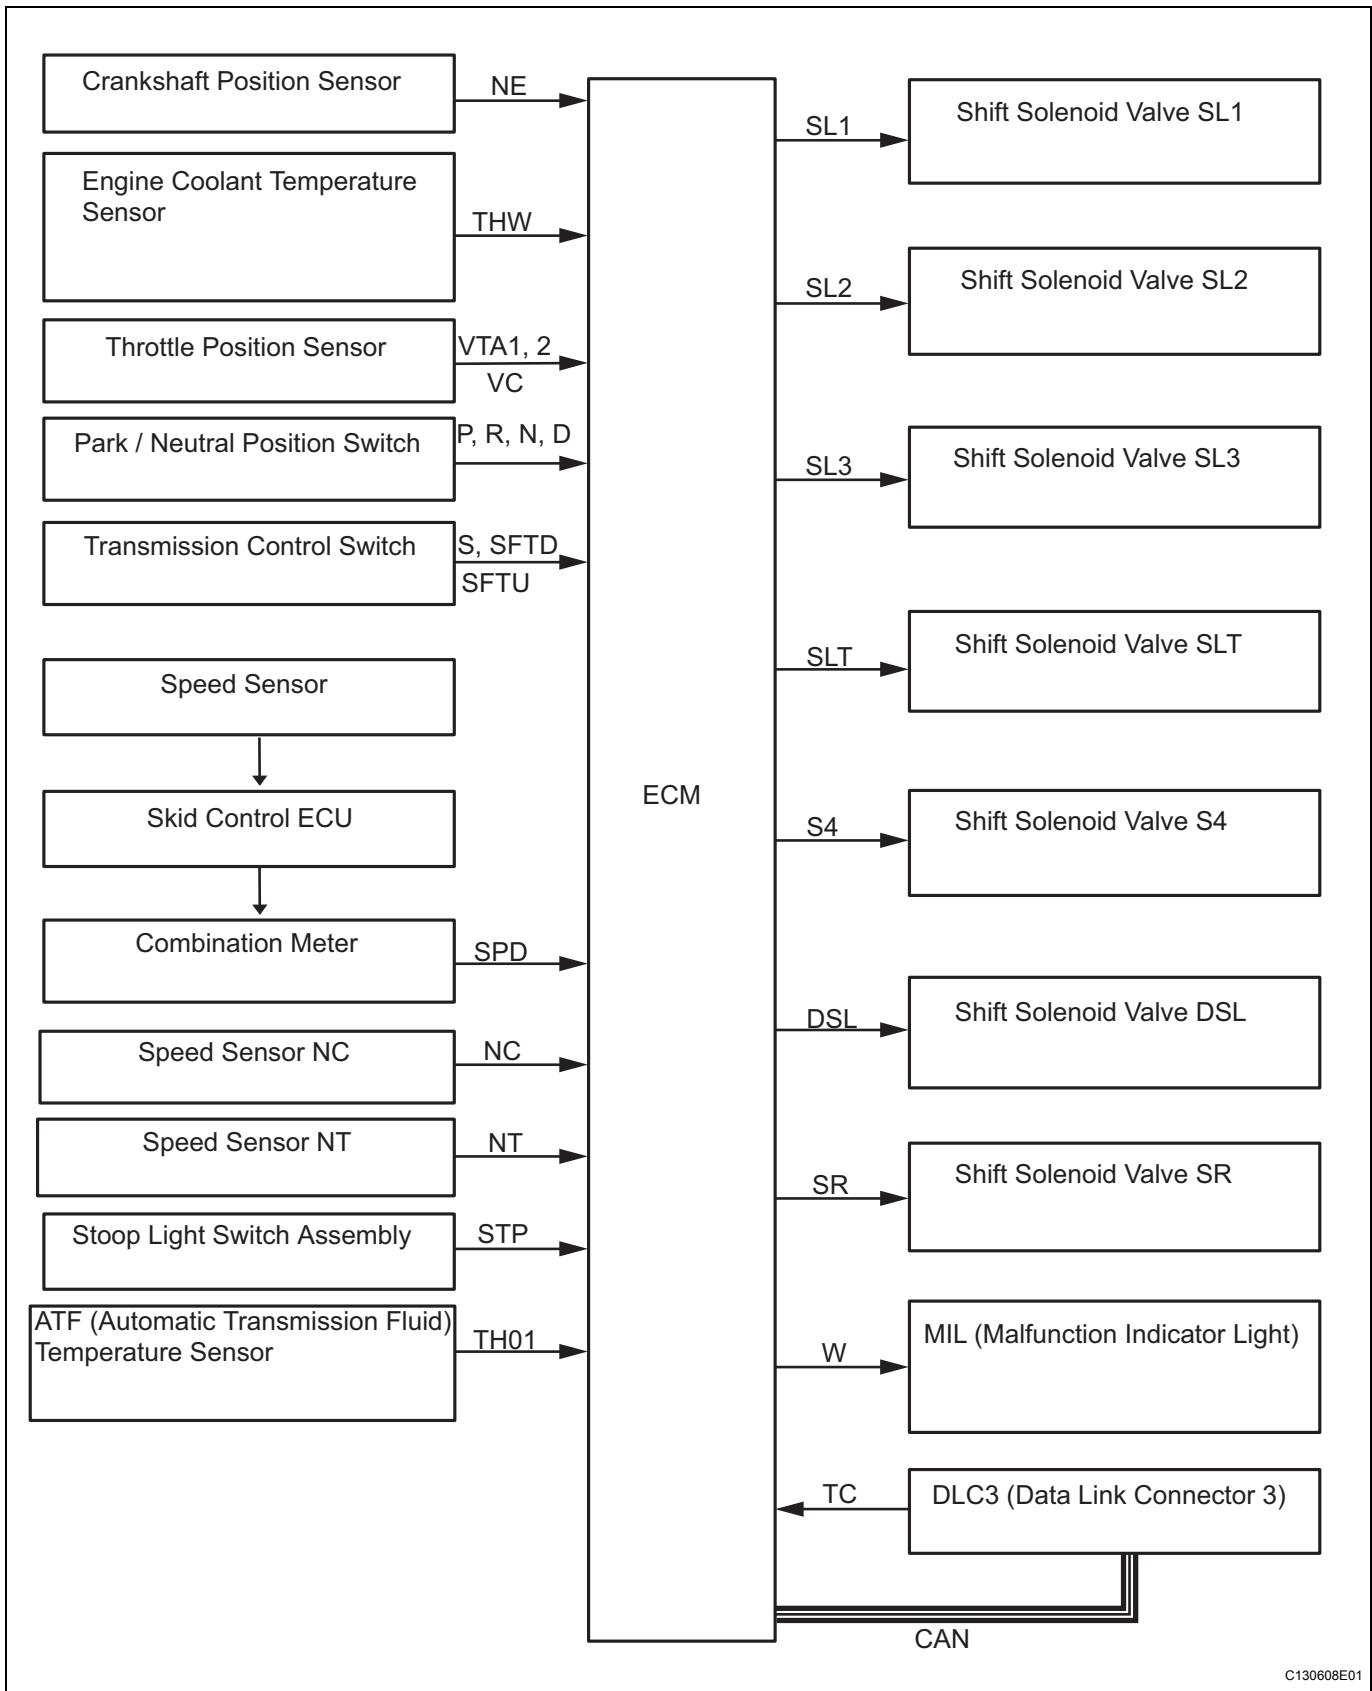 Crankshaft Position Sensor
NE
Engine Coolant Temperature
Sensor
THW
Throttle Position Sensor
VTA1, 2
VC
Park / Neutral Position Switch
P, R, N, D
Transmission Control Switch
S, SFTD
SFTU
Speed Sensor
Skid Control ECU
Combination Meter
SPD
Speed Sensor NC
NC
Speed Sensor NT
NT
Stoop Light Switch Assembly
STP
ATF (Automatic Transmission Fluid)
Temperature Sensor
TH01
ECM
SL1
Shift Solenoid Valve SL1
SL2
Shift Solenoid Valve SL2
SL3
Shift Solenoid Valve SL3
SLT
Shift Solenoid Valve SLT
S4
Shift Solenoid Valve S4
DSL
Shift Solenoid Valve DSL
SR
Shift Solenoid Valve SR
W
MIL (Malfunction Indicator Light)
TC
DLC3 (Data Link Connector 3)
CAN
C130608E01